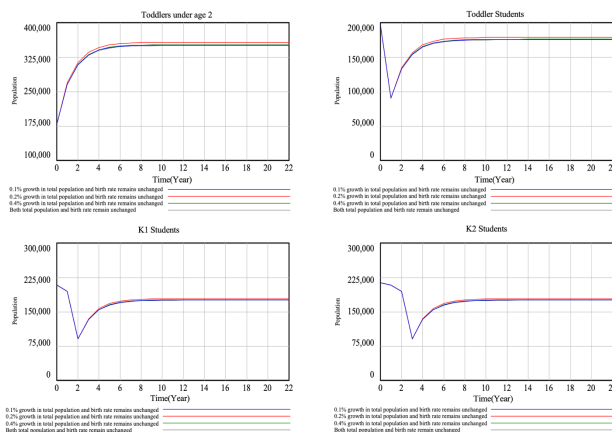 Toddlers under age 2
400,000
325,000
250,000
175,000
100,000
Population
0 2 4 6 8 10 12 14 16 18 20 22
Time(Year)
0.1% growth in total population and birth rate remains unchanged
0.2% growth in total population and birth rate remains unchanged
0.4% growth in total population and birth rate remains unchanged
Both total population and birth rate remain unchanged
Toddler Students
200,000
150,000
100,000
50,000
0
Population
0 2 4 6 8 10 12 14 16 18 20 22
Time(Year)
0.1% growth in total population and birth rate remains unchanged
0.2% growth in total population and birth rate remains unchanged
0.4% growth in total population and birth rate remains unchanged
Both total population and birth rate remain unchanged
K1 Students
300,000
225,000
150,000
75,000
0
Population
0 2 4 6 8 10 12 14 16 18 20 22
Time(Year)
0.1% growth in total population and birth rate remains unchanged
0.2% growth in total population and birth rate remains unchanged
0.4% growth in total population and birth rate remains unchanged
Both total population and birth rate remain unchanged
K2 Students
300,000
225,000
150,000
75,000
0
Population
0 2 4 6 8 10 12 14 16 18 20 22
Time(Year)
0.1% growth in total population and birth rate remains unchanged
0.2% growth in total population and birth rate remains unchanged
0.4% growth in total population and birth rate remains unchanged
Both total population and birth rate remain unchanged